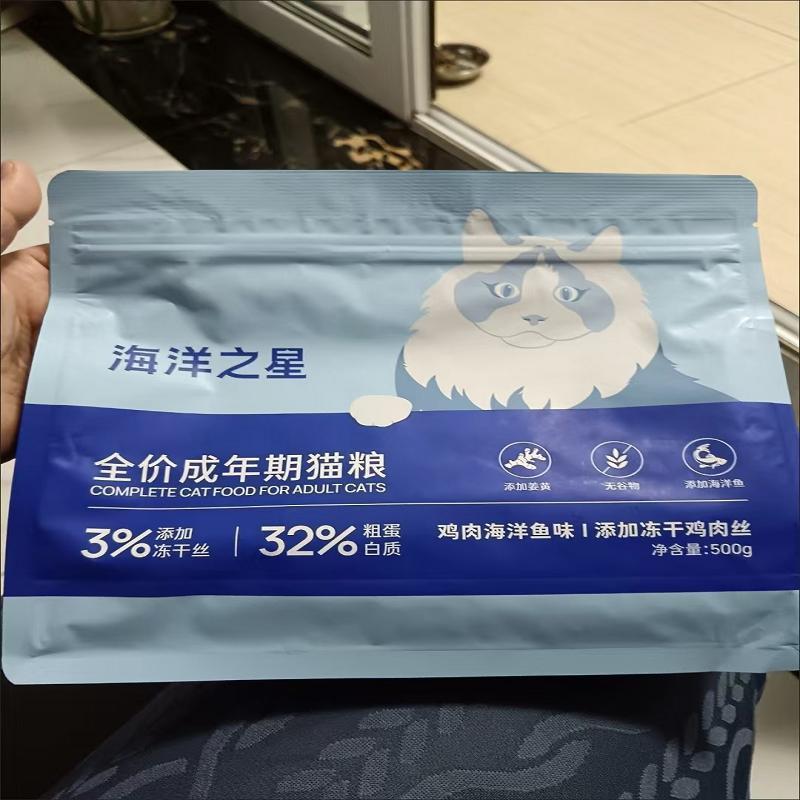 海洋之星
全价成年期猫粮
COMPLETE CAT FOOD FOR ADULT CATS
添加姜黄
无谷物
添加海洋鱼
3%添加冻干丝 | 32%粗蛋白质
鸡肉海洋鱼味 | 添加冻干鸡肉丝
净含量:500g